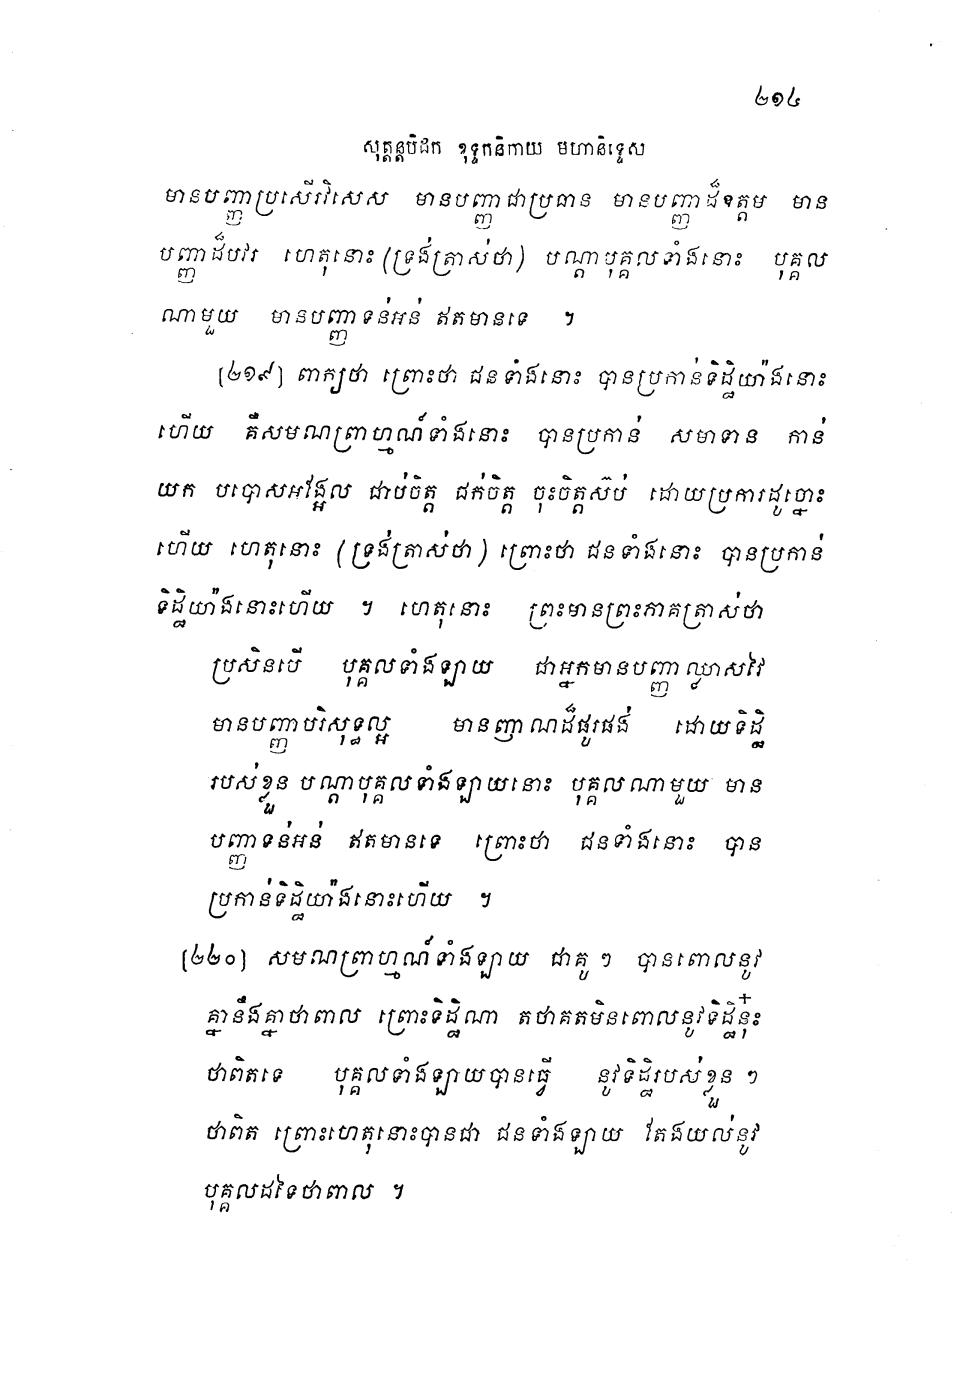 ៤១៤
សុត្តន្តបិដក ខុទ្ទកនិកាយ មហានិទ្ទេស
មានបញ្ញាប្រសើរវិសេស មានបញ្ញាជាប្រធាន មានបញ្ញាដ៏ឧត្តម មាន
បញ្ញាដ៏បវរ ហេតុនោះ (ទ្រង់ត្រាស់ថា) បណ្តាបុគ្គលទាំងនោះ បុគ្គល
ណាមួយ មានបញ្ញាទន់អន់ ឥតមានទេ ។
[៤១៩] ពាក្យថា ព្រោះថា ជនទាំងនោះ បានប្រកាន់ទិដ្ឋិយ៉ាងនោះ
ហើយ គឺសមណព្រាហ្មណ៍ទាំងនោះ បានប្រកាន់ សមាទាន កាន់
យក បបោសអង្អែល ជាប់ចិត្ត ជក់ចិត្ត ចុះចិត្តស៊ប់ ដោយប្រការដូច្នោះ
ហើយ ហេតុនោះ (ទ្រង់ត្រាស់ថា) ព្រោះថា ជនទាំងនោះ បានប្រកាន់
ទិដ្ឋិយ៉ាងនោះហើយ ។ ហេតុនោះ ព្រះមានព្រះភាគត្រាស់ថា
ប្រសិនបើ បុគ្គលទាំងឡាយ ជាអ្នកមានបញ្ញាឈ្លាសវៃ
មានបញ្ញាបរិសុទ្ធល្អ មានញាណដ៏ផូរផង់ ដោយទិដ្ឋិ
របស់ខ្លួន បណ្តាបុគ្គលទាំងឡាយនោះ បុគ្គលណាមួយ មាន
បញ្ញាទន់អន់ ឥតមានទេ ព្រោះថា ជនទាំងនោះ បាន
ប្រកាន់ទិដ្ឋិយ៉ាងនោះហើយ ។
[៤២០] សមណព្រាហ្មណ៍ទាំងឡាយ ជាគូ ៗ បានពោលនូវ
គ្នានឹងគ្នាថាពាល ព្រោះទិដ្ឋិណា តថាគតមិនពោលនូវទិដ្ឋិនុ៎ះ
ថាពិតទេ បុគ្គលទាំងឡាយបានធ្វើ នូវទិដ្ឋិរបស់ខ្លួន ៗ
ថាពិត ព្រោះហេតុនោះបានជា ជនទាំងឡាយ តែងយល់នូវ
បុគ្គលដទៃថាពាល ។